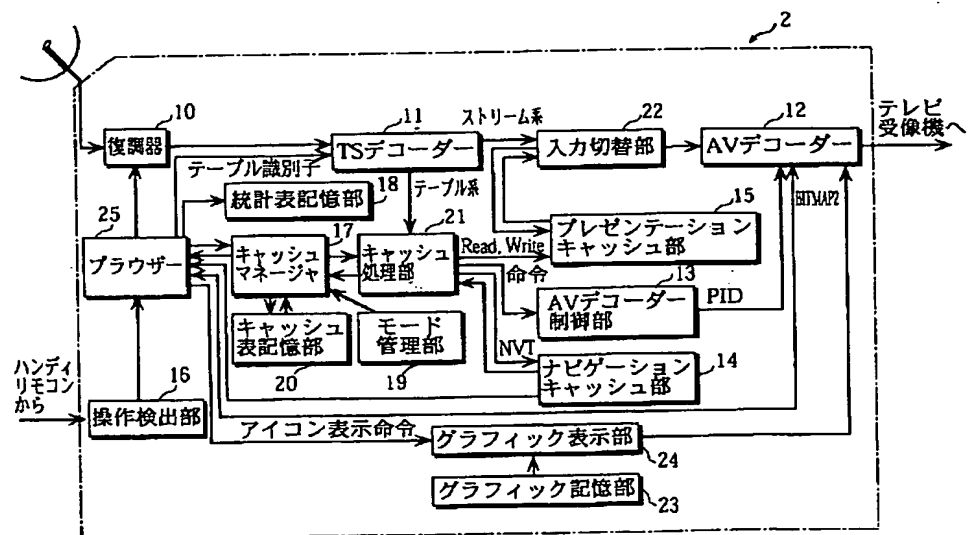 2
10
復調器
11
TSデコーダー
ストリーム系
22
入力切替部
12
AVデコーダー
テレビ
受像機へ
テーブル識別子
18
統計表記憶部
テーブル系
BITMAP2
25
ブラウザー
17
キャッシュ
マネージャ
21
キャッシュ
処理部
Read, Write
命令
15
プレゼンテーション
キャッシュ部
13
AVデコーダー
制御部
PID
キャッシュ
表記憶部
20
モード
管理部
19
NVT
ナビゲーション
キャッシュ部
14
ハンディ
リモコン
から
16
操作検出部
アイコン表示命令
グラフィック表示部
24
グラフィック記憶部
23